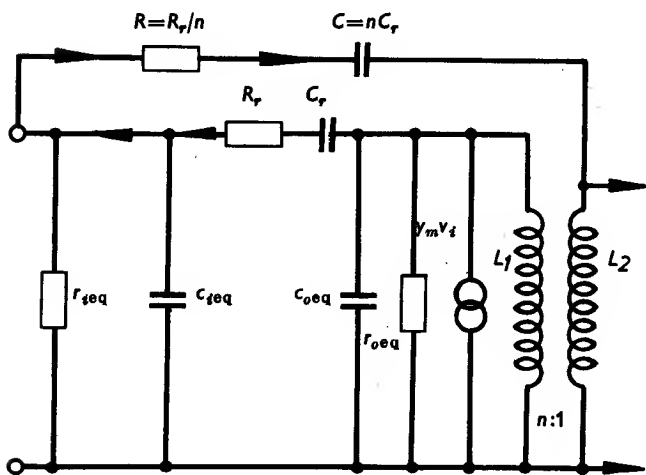 R=Rᵣ/n
C=nCᵣ
Rᵣ
Cᵣ
yₘvᵢ
L1
L2
rᵢeq
cᵢeq
cₒeq
rₒeq
n:1